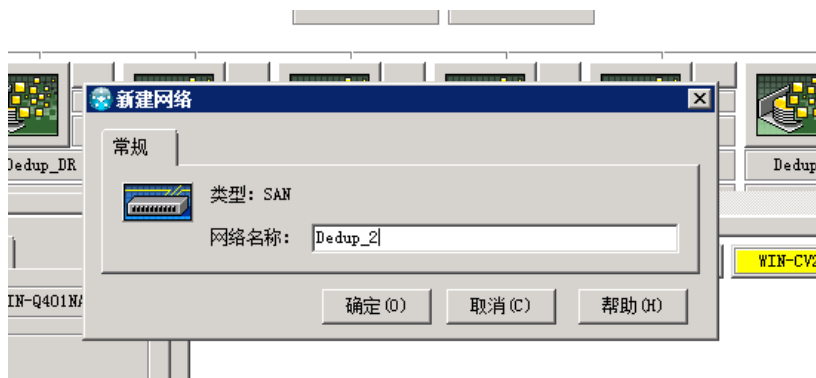 新建网络
常规
Dedup_DR
Dedup
类型: SAN
网络名称: Dedup_2
WIN-CV2
IN-Q401NA
确定(O) 取消(C) 帮助(H)